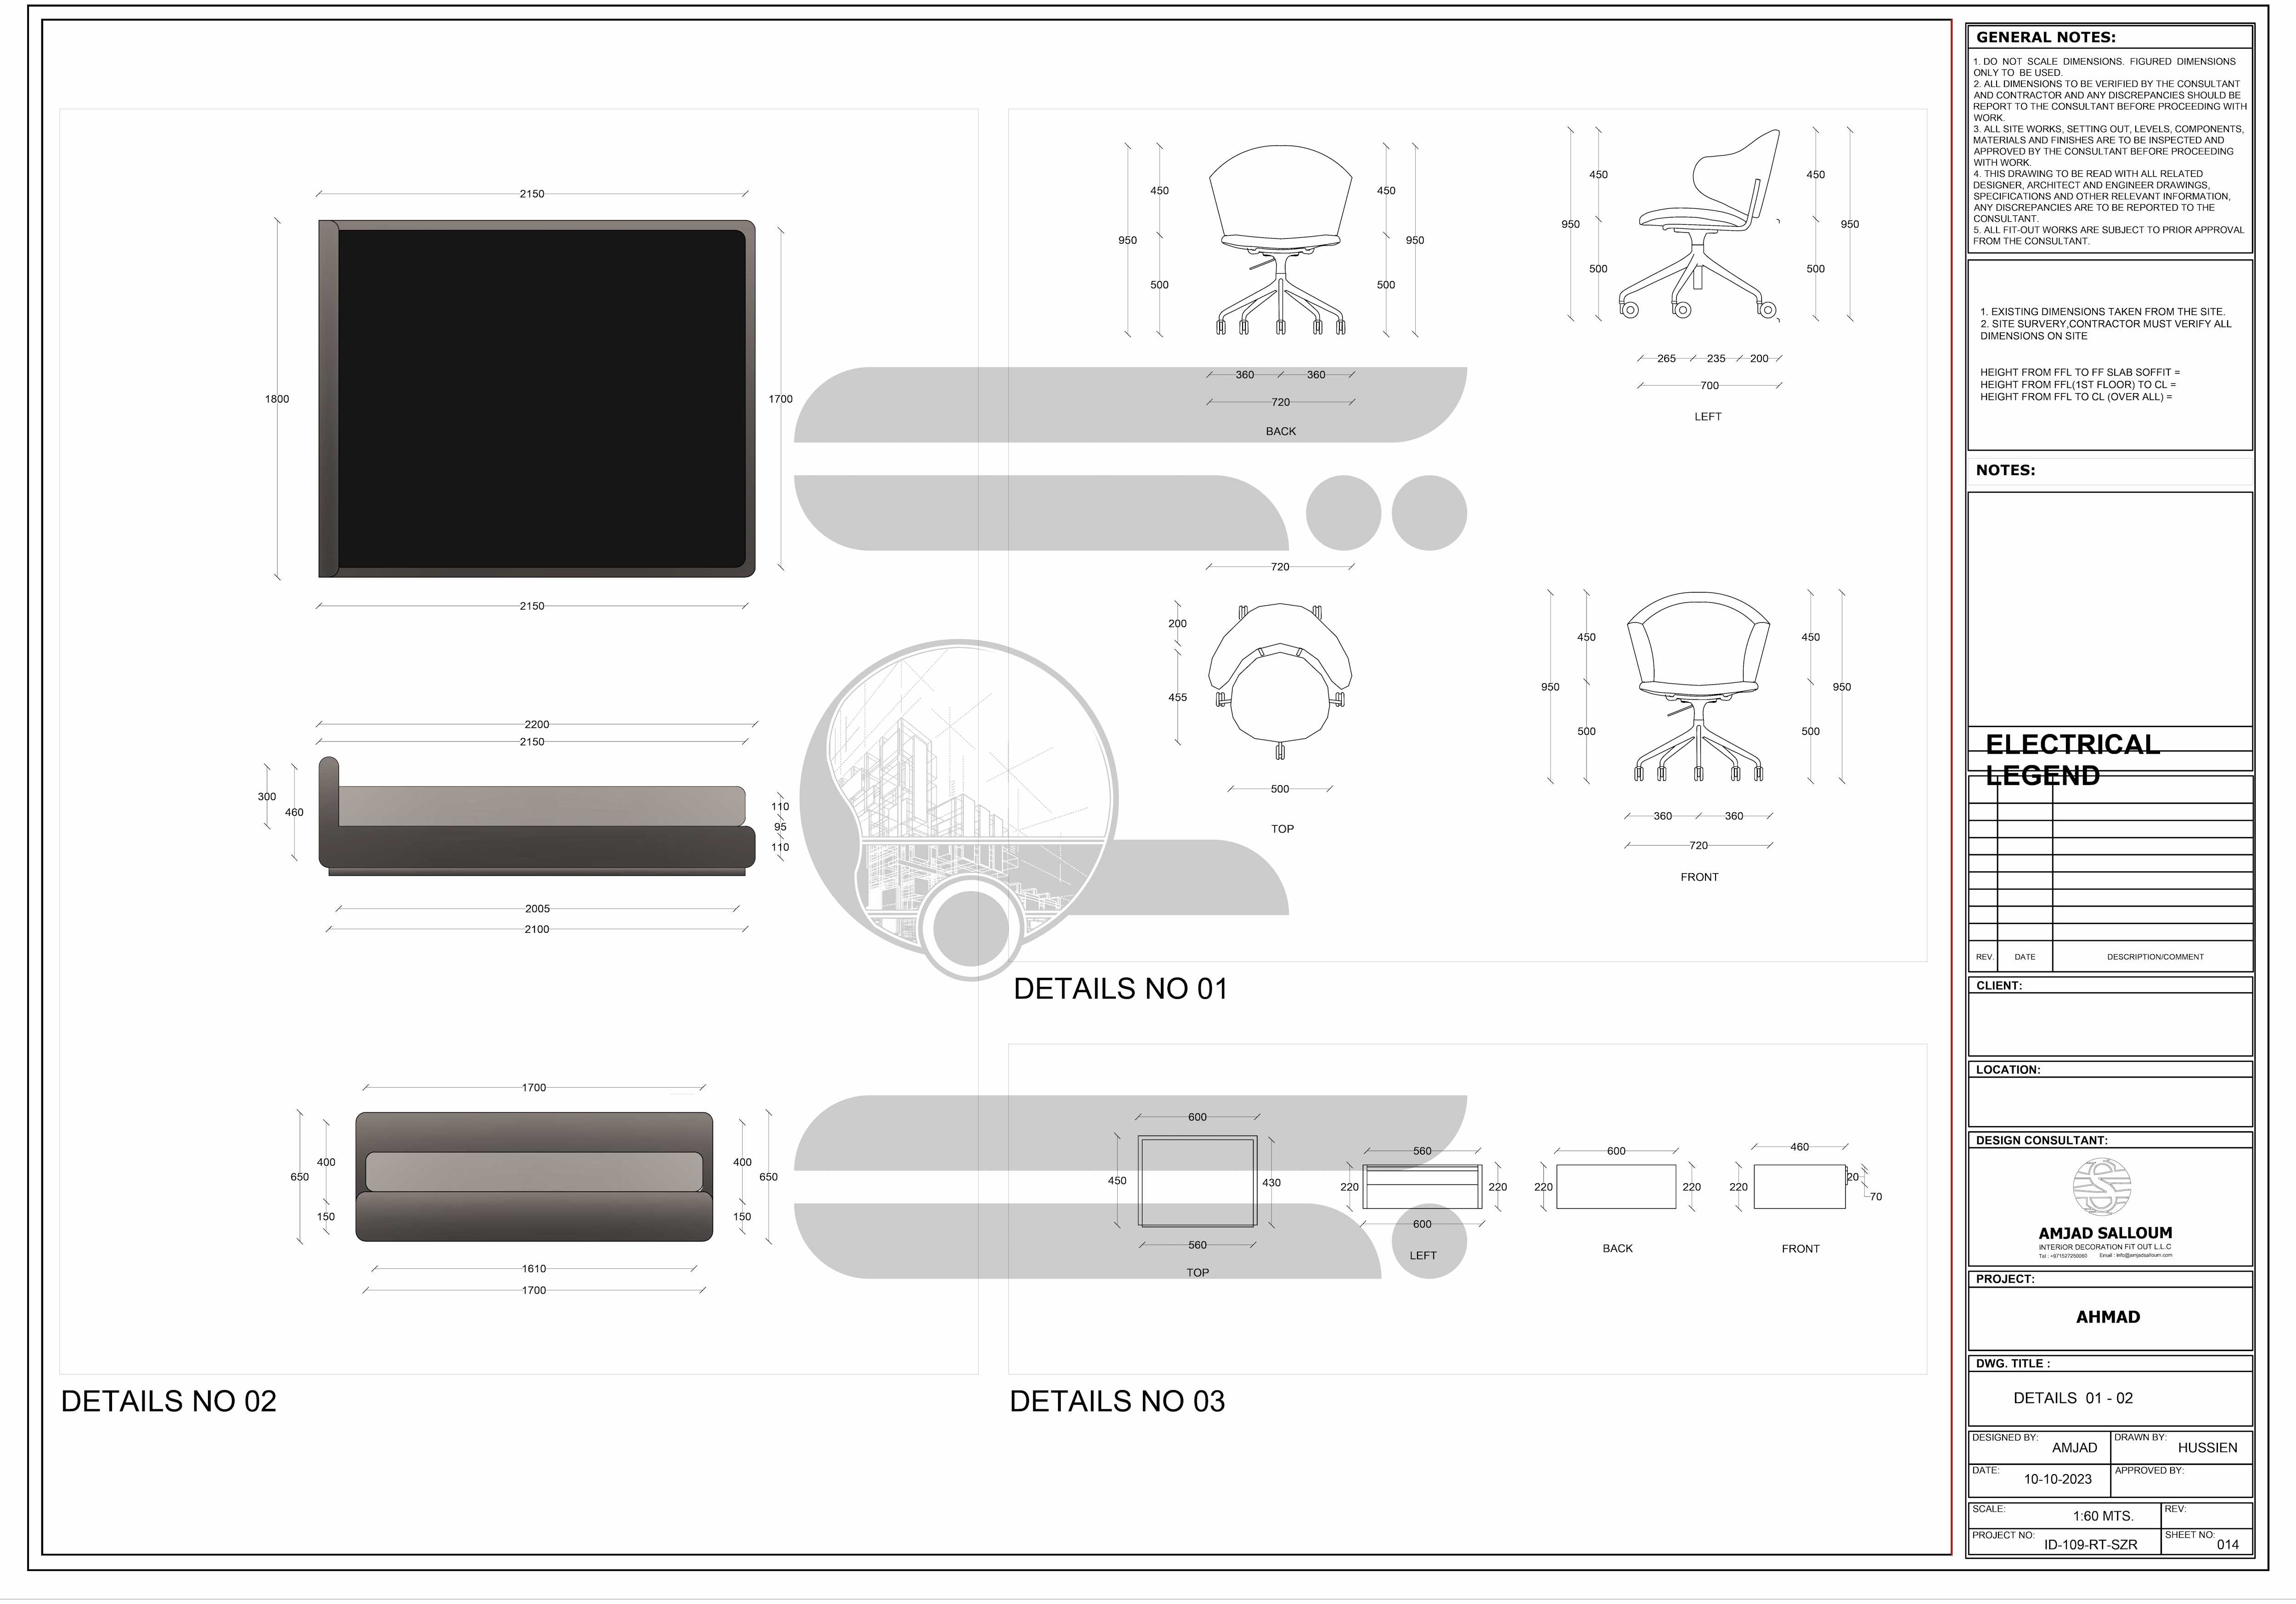 2150
1800
1700
2150
2200
2150
300
460
110
95
110
2005
2100
1700
650
400
150
400
150
650
1610
1700
DETAILS NO 02
950
450
500
450
500
950
360
360
720
BACK
950
450
500
450
500
950
265
235
200
700
LEFT
720
200
455
500
TOP
950
450
500
450
500
950
360
360
720
FRONT
DETAILS NO 01
600
450
430
560
TOP
560
220
220
600
LEFT
600
220
220
BACK
460
220
20
70
FRONT
DETAILS NO 03
GENERAL NOTES:
1. DO NOT SCALE DIMENSIONS. FIGURED DIMENSIONS
ONLY TO BE USED.
2. ALL DIMENSIONS TO BE VERIFIED BY THE CONSULTANT
AND CONTRACTOR AND ANY DISCREPANCIES SHOULD BE
REPORT TO THE CONSULTANT BEFORE PROCEEDING WITH
WORK.
3. ALL SITE WORKS, SETTING OUT, LEVELS, COMPONENTS,
MATERIALS AND FINISHES ARE TO BE INSPECTED AND
APPROVED BY THE CONSULTANT BEFORE PROCEEDING
WITH WORK.
4. THIS DRAWING TO BE READ WITH ALL RELATED
DESIGNER, ARCHITECT AND ENGINEER DRAWINGS,
SPECIFICATIONS AND OTHER RELEVANT INFORMATION,
ANY DISCREPANCIES ARE TO BE REPORTED TO THE
CONSULTANT.
5. ALL FIT-OUT WORKS ARE SUBJECT TO PRIOR APPROVAL
FROM THE CONSULTANT.
1. EXISTING DIMENSIONS TAKEN FROM THE SITE.
2. SITE SURVERY,CONTRACTOR MUST VERIFY ALL
DIMENSIONS ON SITE
HEIGHT FROM FFL TO FF SLAB SOFFIT =
HEIGHT FROM FFL(1ST FLOOR) TO CL =
HEIGHT FROM FFL TO CL (OVER ALL) =
NOTES:
ELECTRICAL
LEGEND
REV. DATE DESCRIPTION/COMMENT
CLIENT:
LOCATION:
DESIGN CONSULTANT:
AMJAD SALLOUM
INTERIOR DECORATION FIT OUT L.L.C
Tel : +971527250060 Email : info@amjadsalloum.com
PROJECT:
AHMAD
DWG. TITLE :
DETAILS 01 - 02
DESIGNED BY: AMJAD DRAWN BY: HUSSIEN
DATE: 10-10-2023 APPROVED BY:
SCALE: 1:60 MTS. REV:
PROJECT NO: ID-109-RT-SZR SHEET NO: 014